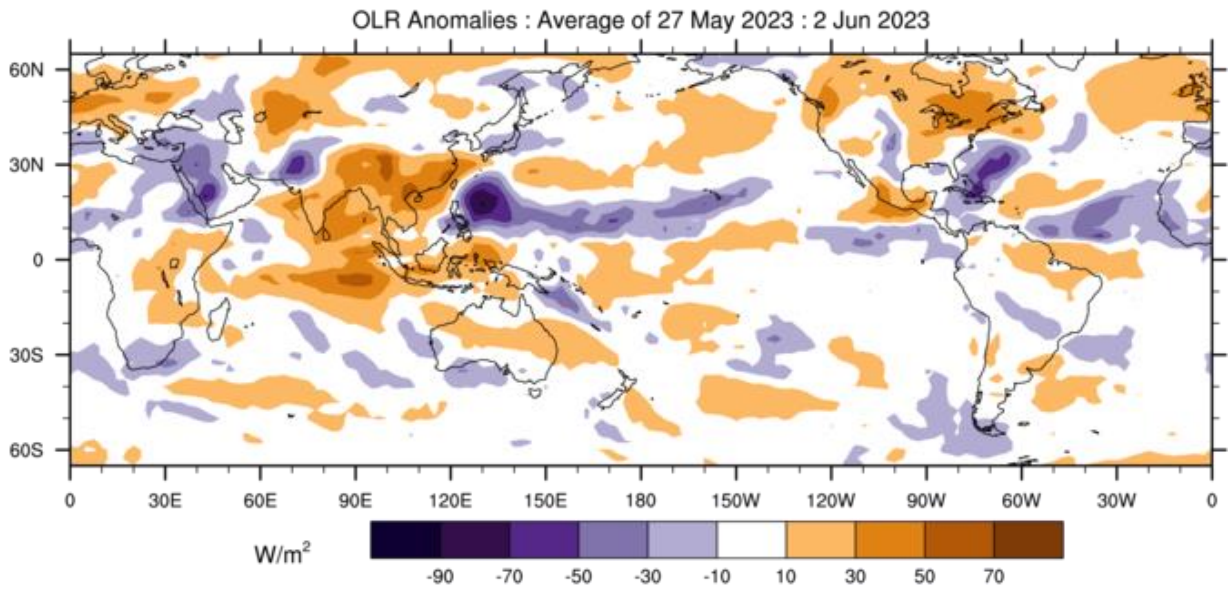 OLR Anomalies : Average of 27 May 2023 : 2 Jun 2023
60N
30N
0
30S
60S
0 30E 60E 90E 120E 150E 180 150W 120W 90W 60W 30W 0
W/m²
-90 -70 -50 -30 -10 10 30 50 70